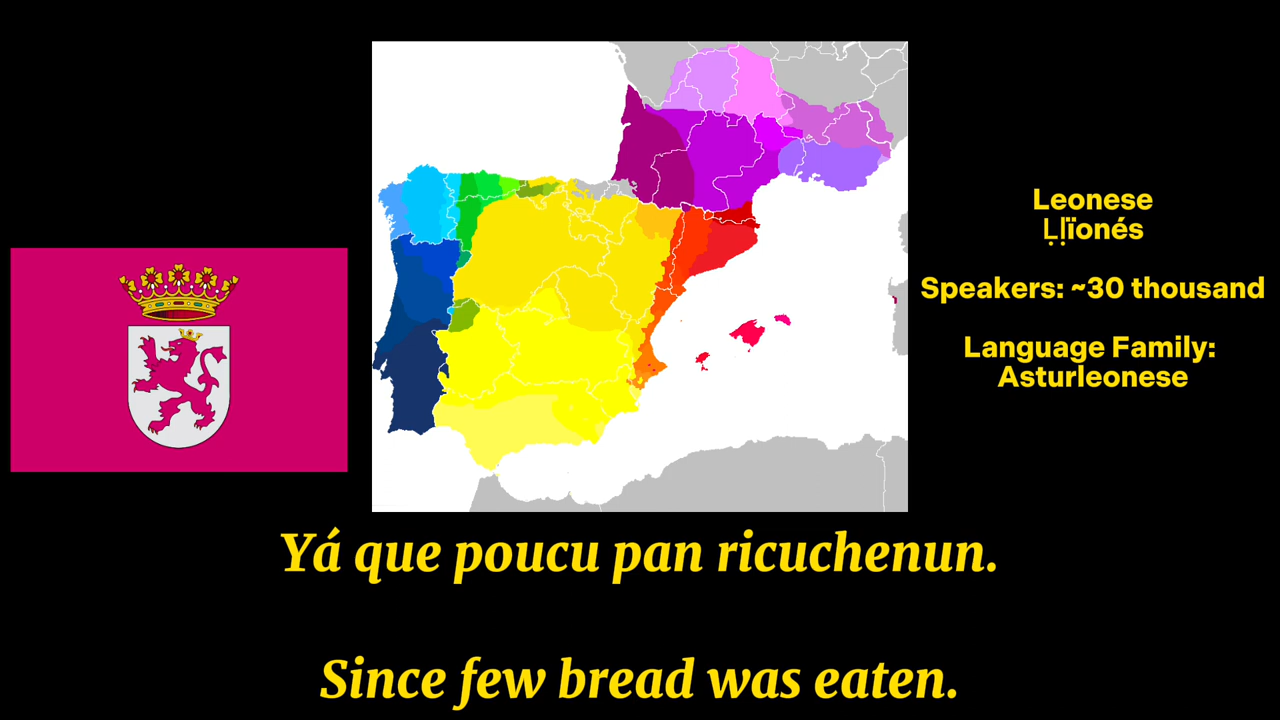 Leonese
Ḷḷïonés
Speakers: ~30 thousand
Language Family:
Asturleonese
Yá que poucu pan ricuchenun.
Since few bread was eaten.